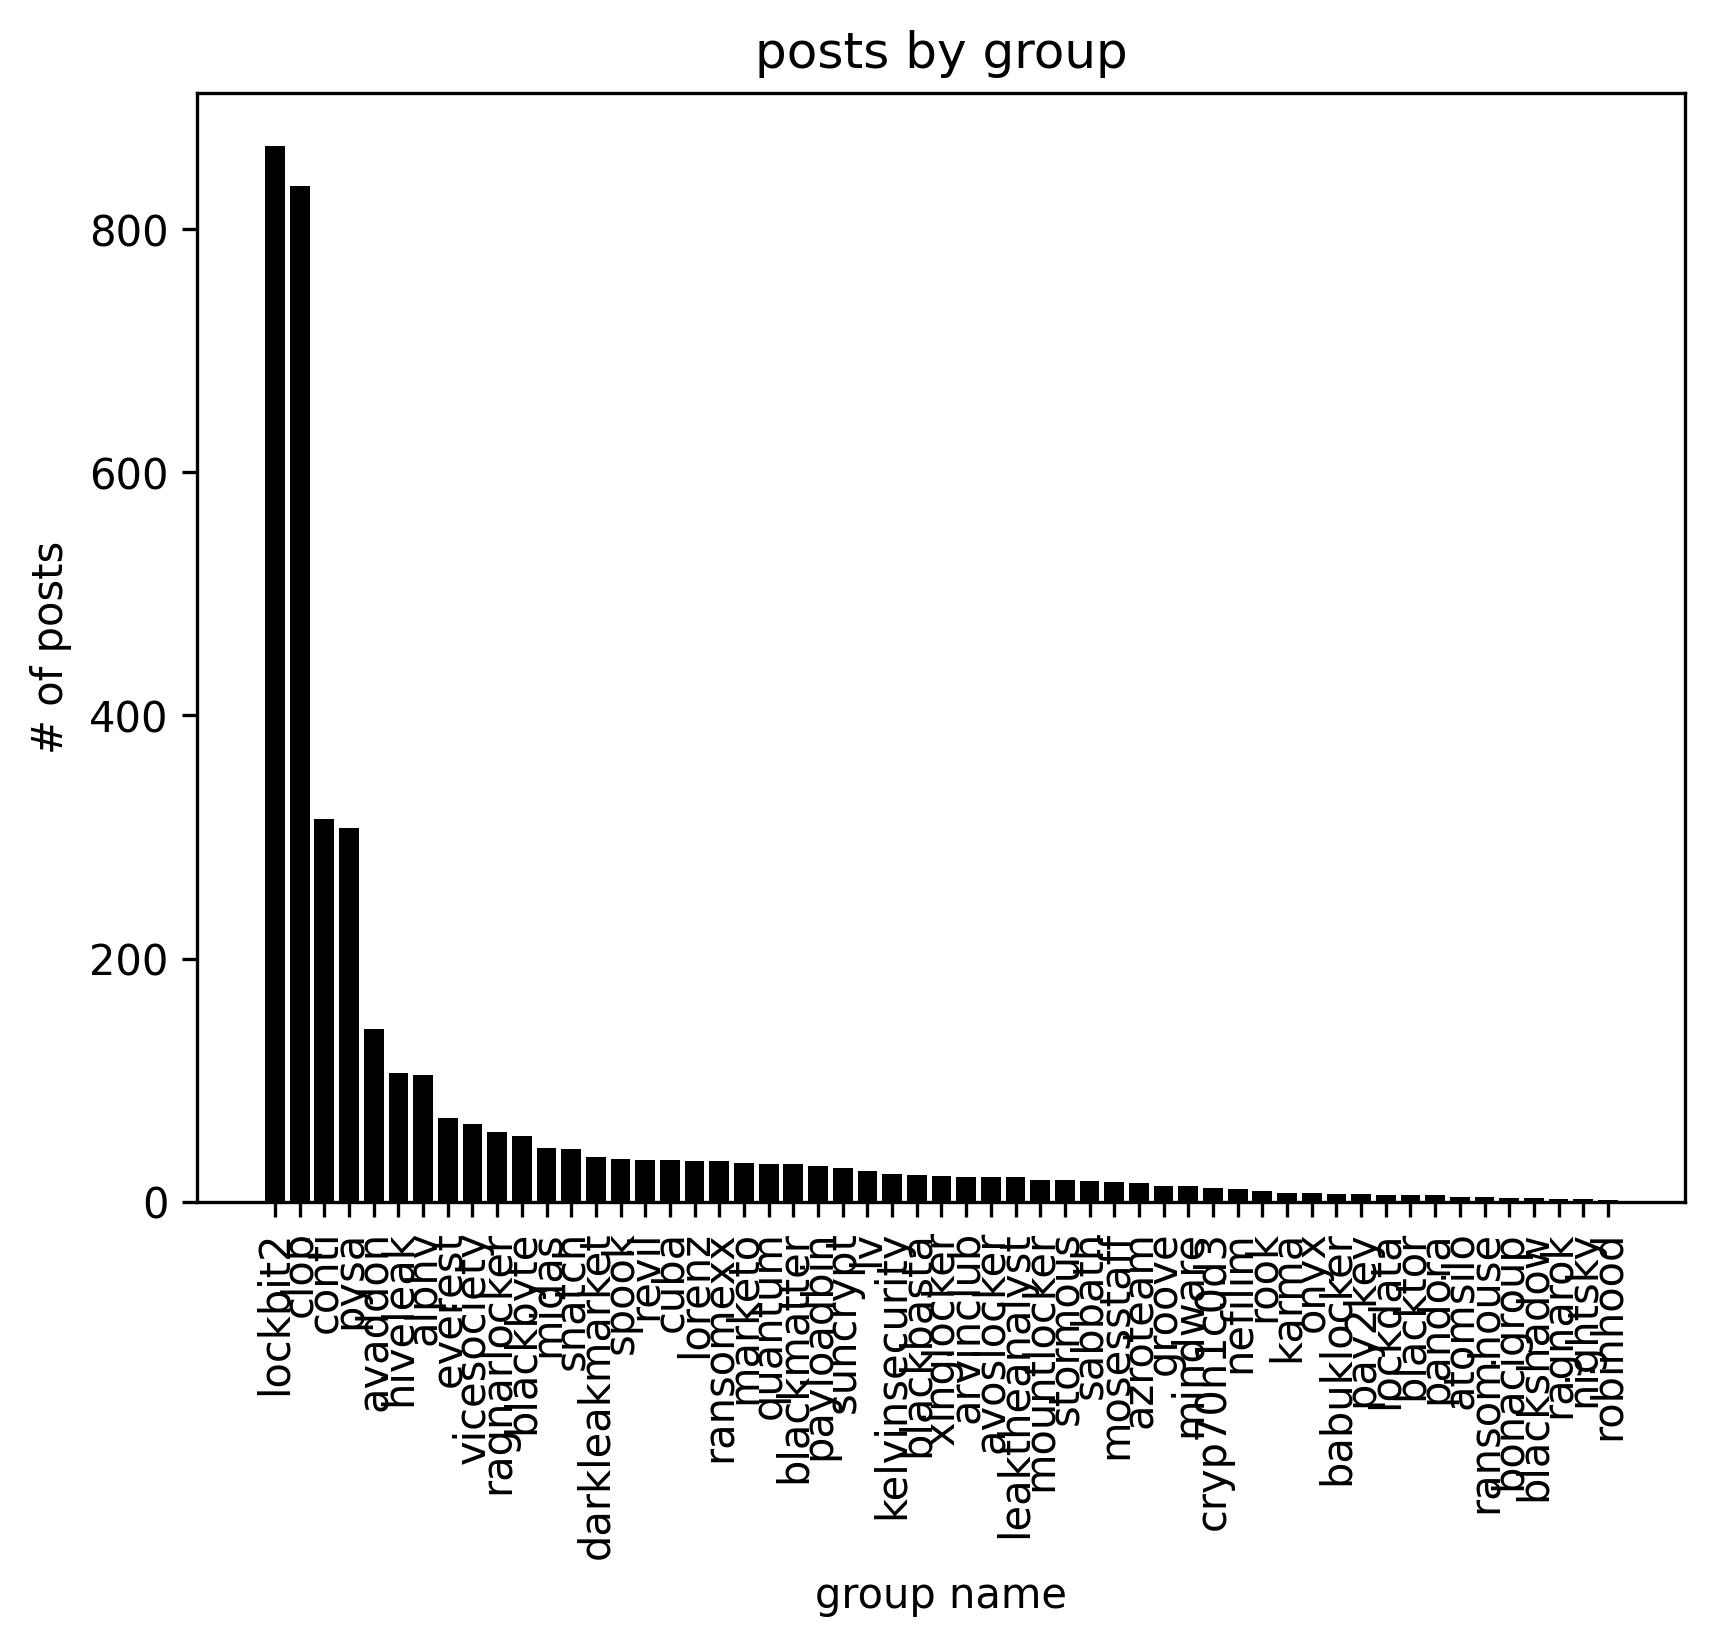 posts by group
# of posts
800
600
400
200
0
lockbit2
clop
conti
pysa
avaddon
hiveleak
alphv
everest
vicesociety
ragnarlocker
blackbyte
midas
snatch
darkleakmarket
spook
revil
cuba
lorenz
ransomexx
marketo
quantum
blackmatter
payloadbin
suncrypt
lv
kelvinsecurity
blackbasta
xinglocker
arvinclub
avoslocker
leaktheanalyst
mountlocker
stormous
sabbath
mosesstaff
azroteam
groove
mindware
cryp70n1c0d3
nefilim
rook
karma
onyx
babuklocker
pay2key
lockdata
blacktor
pandora
atomsilo
ransomhouse
bonacigroup
blackshadow
ragnarok
nightsky
robinhood
group name